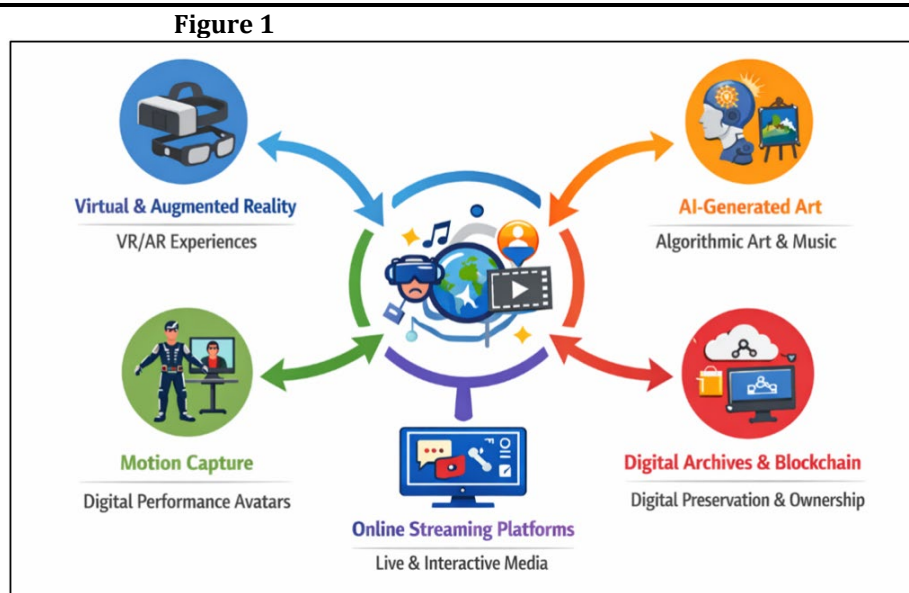 Figure 1
Virtual & Augmented Reality
VR/AR Experiences
AI-Generated Art
Algorithmic Art & Music
Motion Capture
Digital Performance Avatars
Digital Archives & Blockchain
Digital Preservation & Ownership
Online Streaming Platforms
Live & Interactive Media